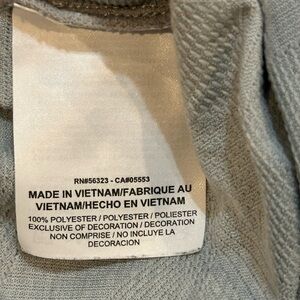 RN#56323 - CA#05553
MADE IN VIETNAM/FABRIQUE AU
VIETNAM/HECHO EN VIETNAM
100% POLYESTER / POLYESTER / POLIESTER
EXCLUSIVE OF DECORATION / DECORATION
NON COMPRISE / NO INCLUYE LA
DECORACION